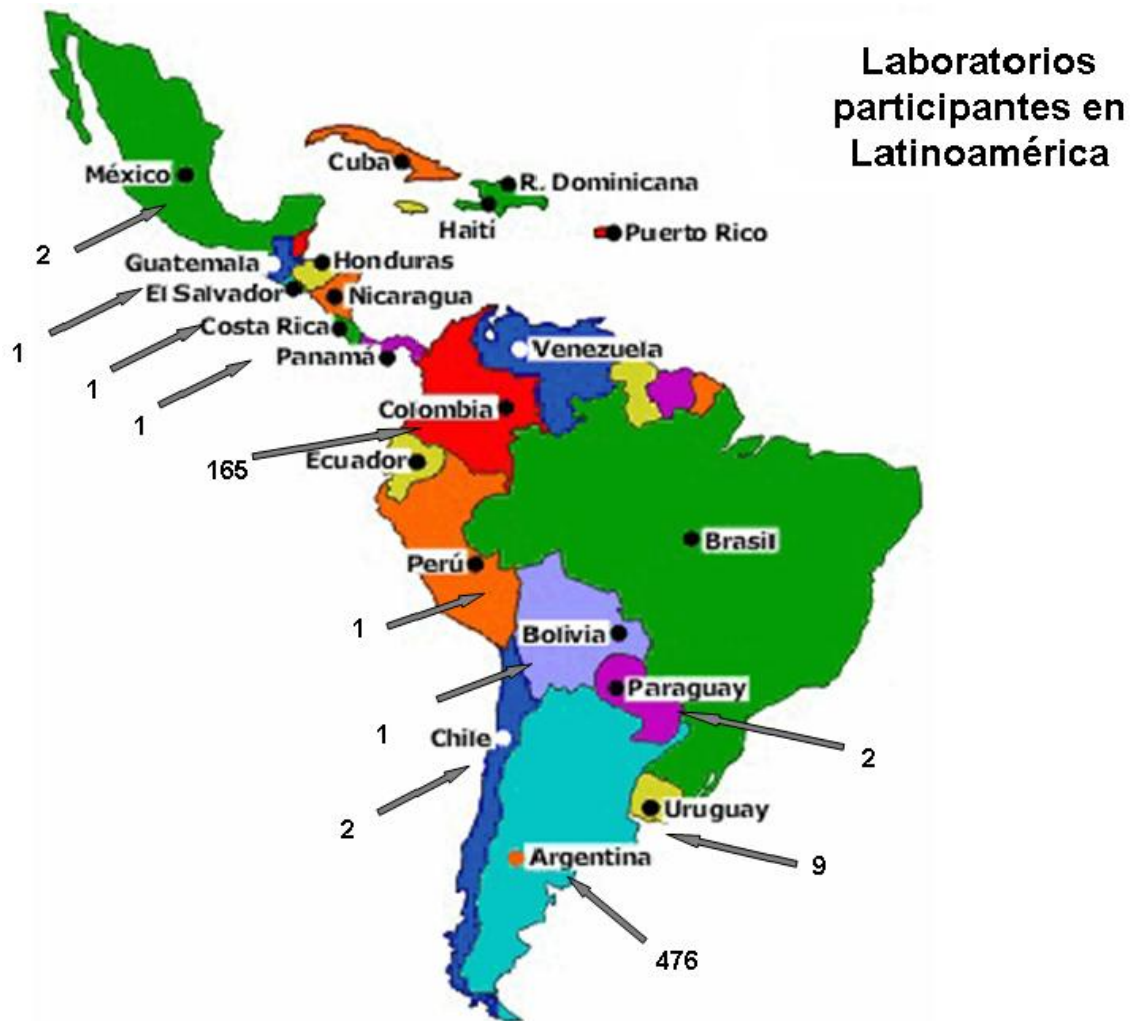 Laboratorios
participantes en
Latinoamérica
Cuba
México
R. Dominicana
Haiti
Puerto Rico
2
Guatemala
Honduras
El Salvador
Nicaragua
Costa Rica
1
Panamá
Venezuela
1
1
Colombia
165
Ecuador
Brasil
Perú
1
Bolivia
Paraguay
1
Chile
2
2
Uruguay
Argentina
9
476